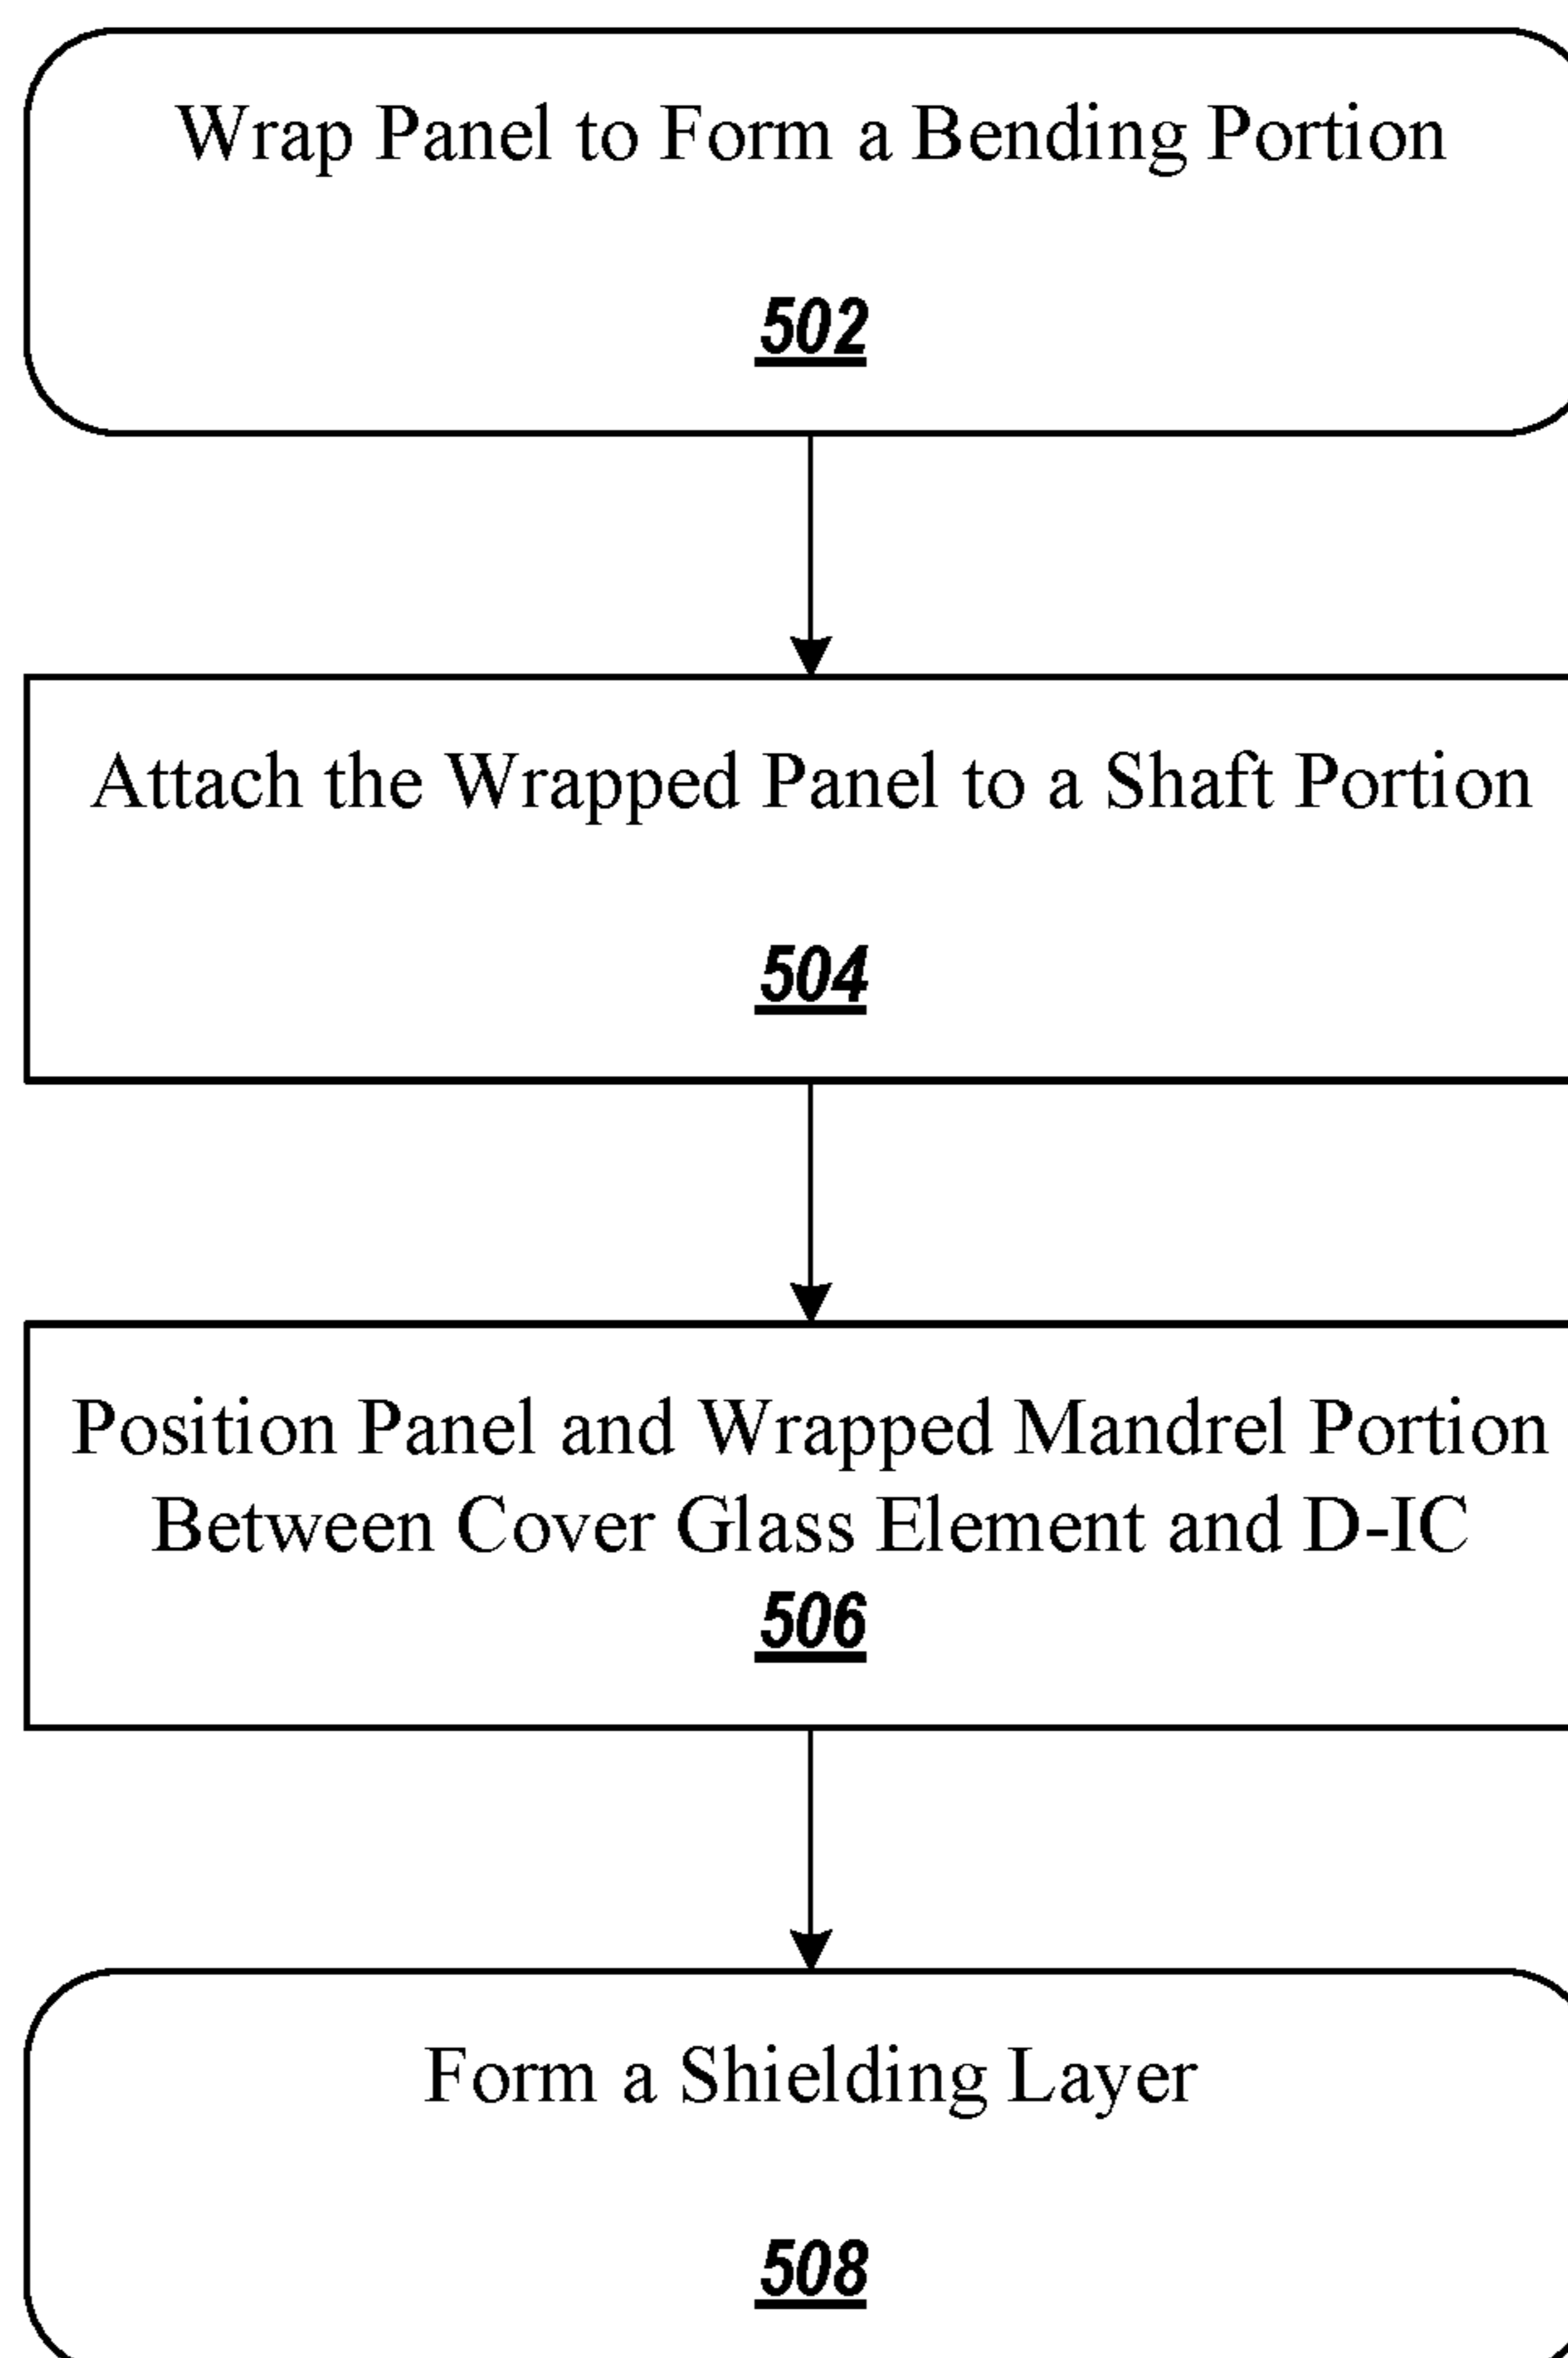 Wrap Panel to Form a Bending Portion
502
Attach the Wrapped Panel to a Shaft Portion
504
Position Panel and Wrapped Mandrel Portion
Between Cover Glass Element and D-IC
506
Form a Shielding Layer
508